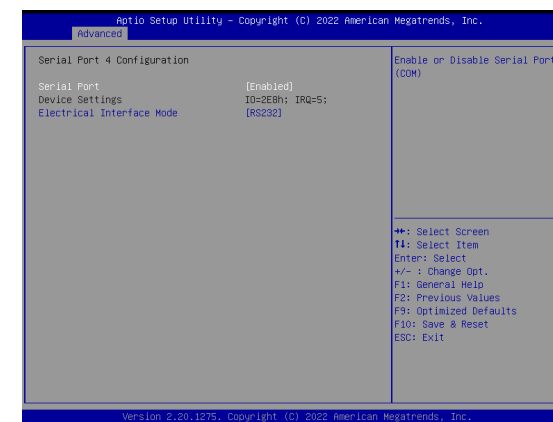 Aptio Setup Utility – Copyright (C) 2022 American Megatrends, Inc.
Advanced
Serial Port 4 Configuration
Serial Port [Enabled]
Device Settings IO=2E8h; IRQ=5;
Electrical Interface Mode [RS232]
Enable or Disable Serial Port
(COM)
→←: Select Screen
↑↓: Select Item
Enter: Select
+/- : Change Opt.
F1: General Help
F2: Previous Values
F9: Optimized Defaults
F10: Save & Reset
ESC: Exit
Version 2.20.1275. Copyright (C) 2022 American Megatrends, Inc.